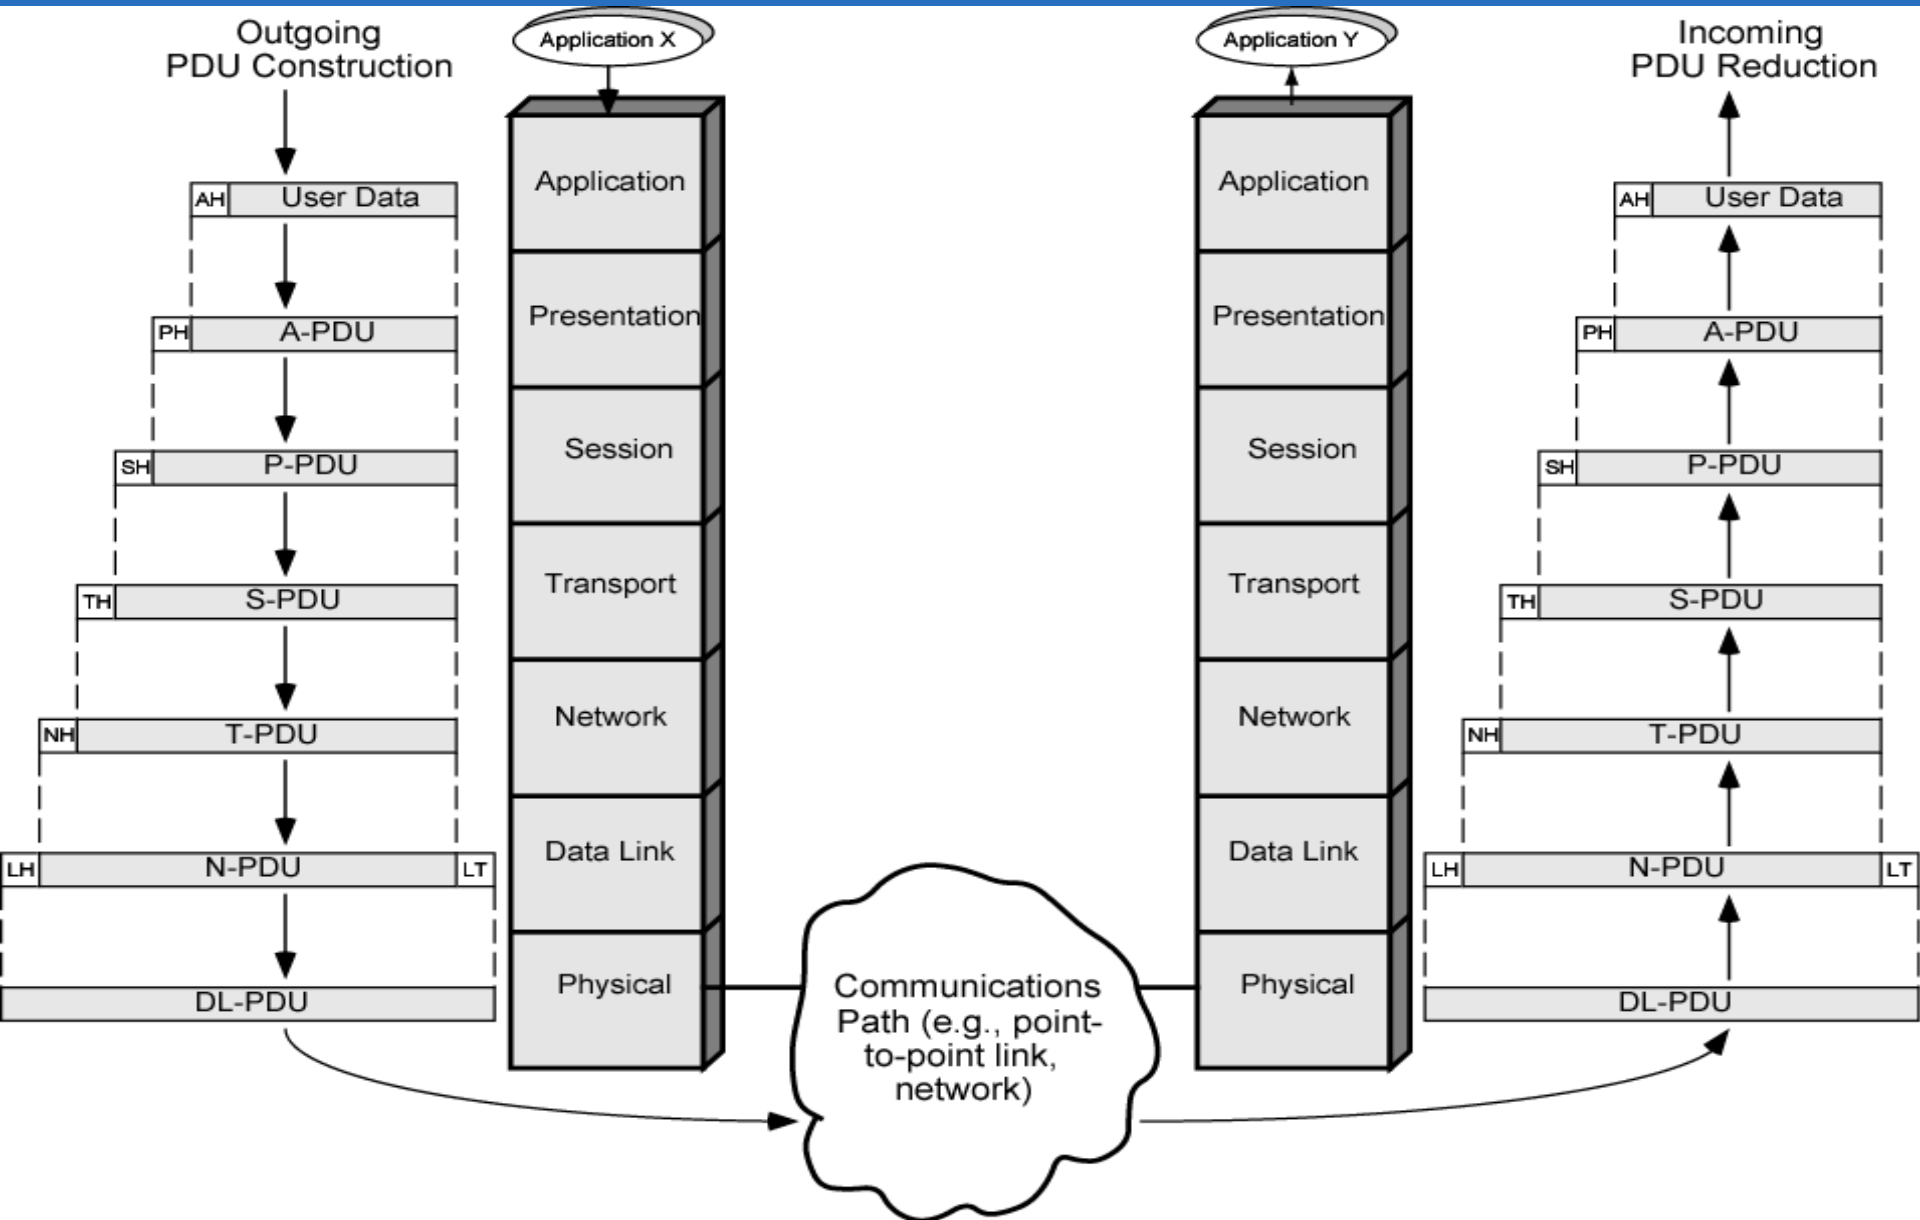 Outgoing
PDU Construction
Application X
Application Y
Incoming
PDU Reduction
AH User Data
Application
Application
AH User Data
PH A-PDU
Presentation
Presentation
PH A-PDU
SH P-PDU
Session
Session
SH P-PDU
TH S-PDU
Transport
Transport
TH S-PDU
NH T-PDU
Network
Network
NH T-PDU
LH N-PDU LT
Data Link
Data Link
LH N-PDU LT
DL-PDU
Physical
Communications
Path (e.g., point-
to-point link,
network)
Physical
DL-PDU